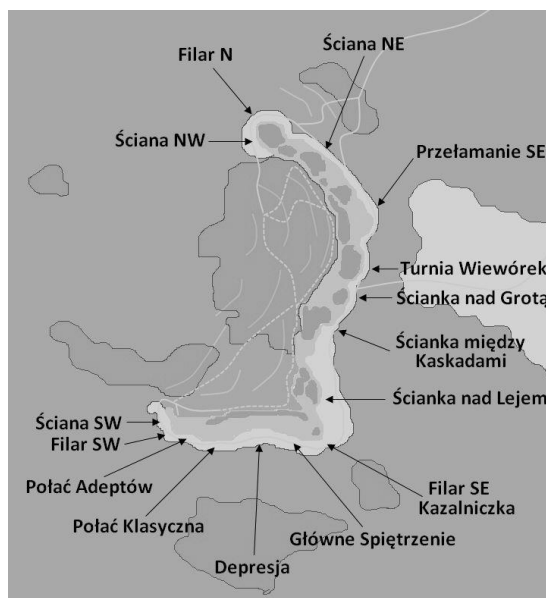 Ściana NE
Filar N
Ściana NW
Przełamanie SE
Turnia Wiewórek
Ścianka nad Grotą
Ścianka między
Kaskadami
Ścianka nad Lejem
Ściana SW
Filar SW
Połać Adeptów
Połać Klasyczna
Depresja
Główne Spiętrzenie
Filar SE
Kazalniczka